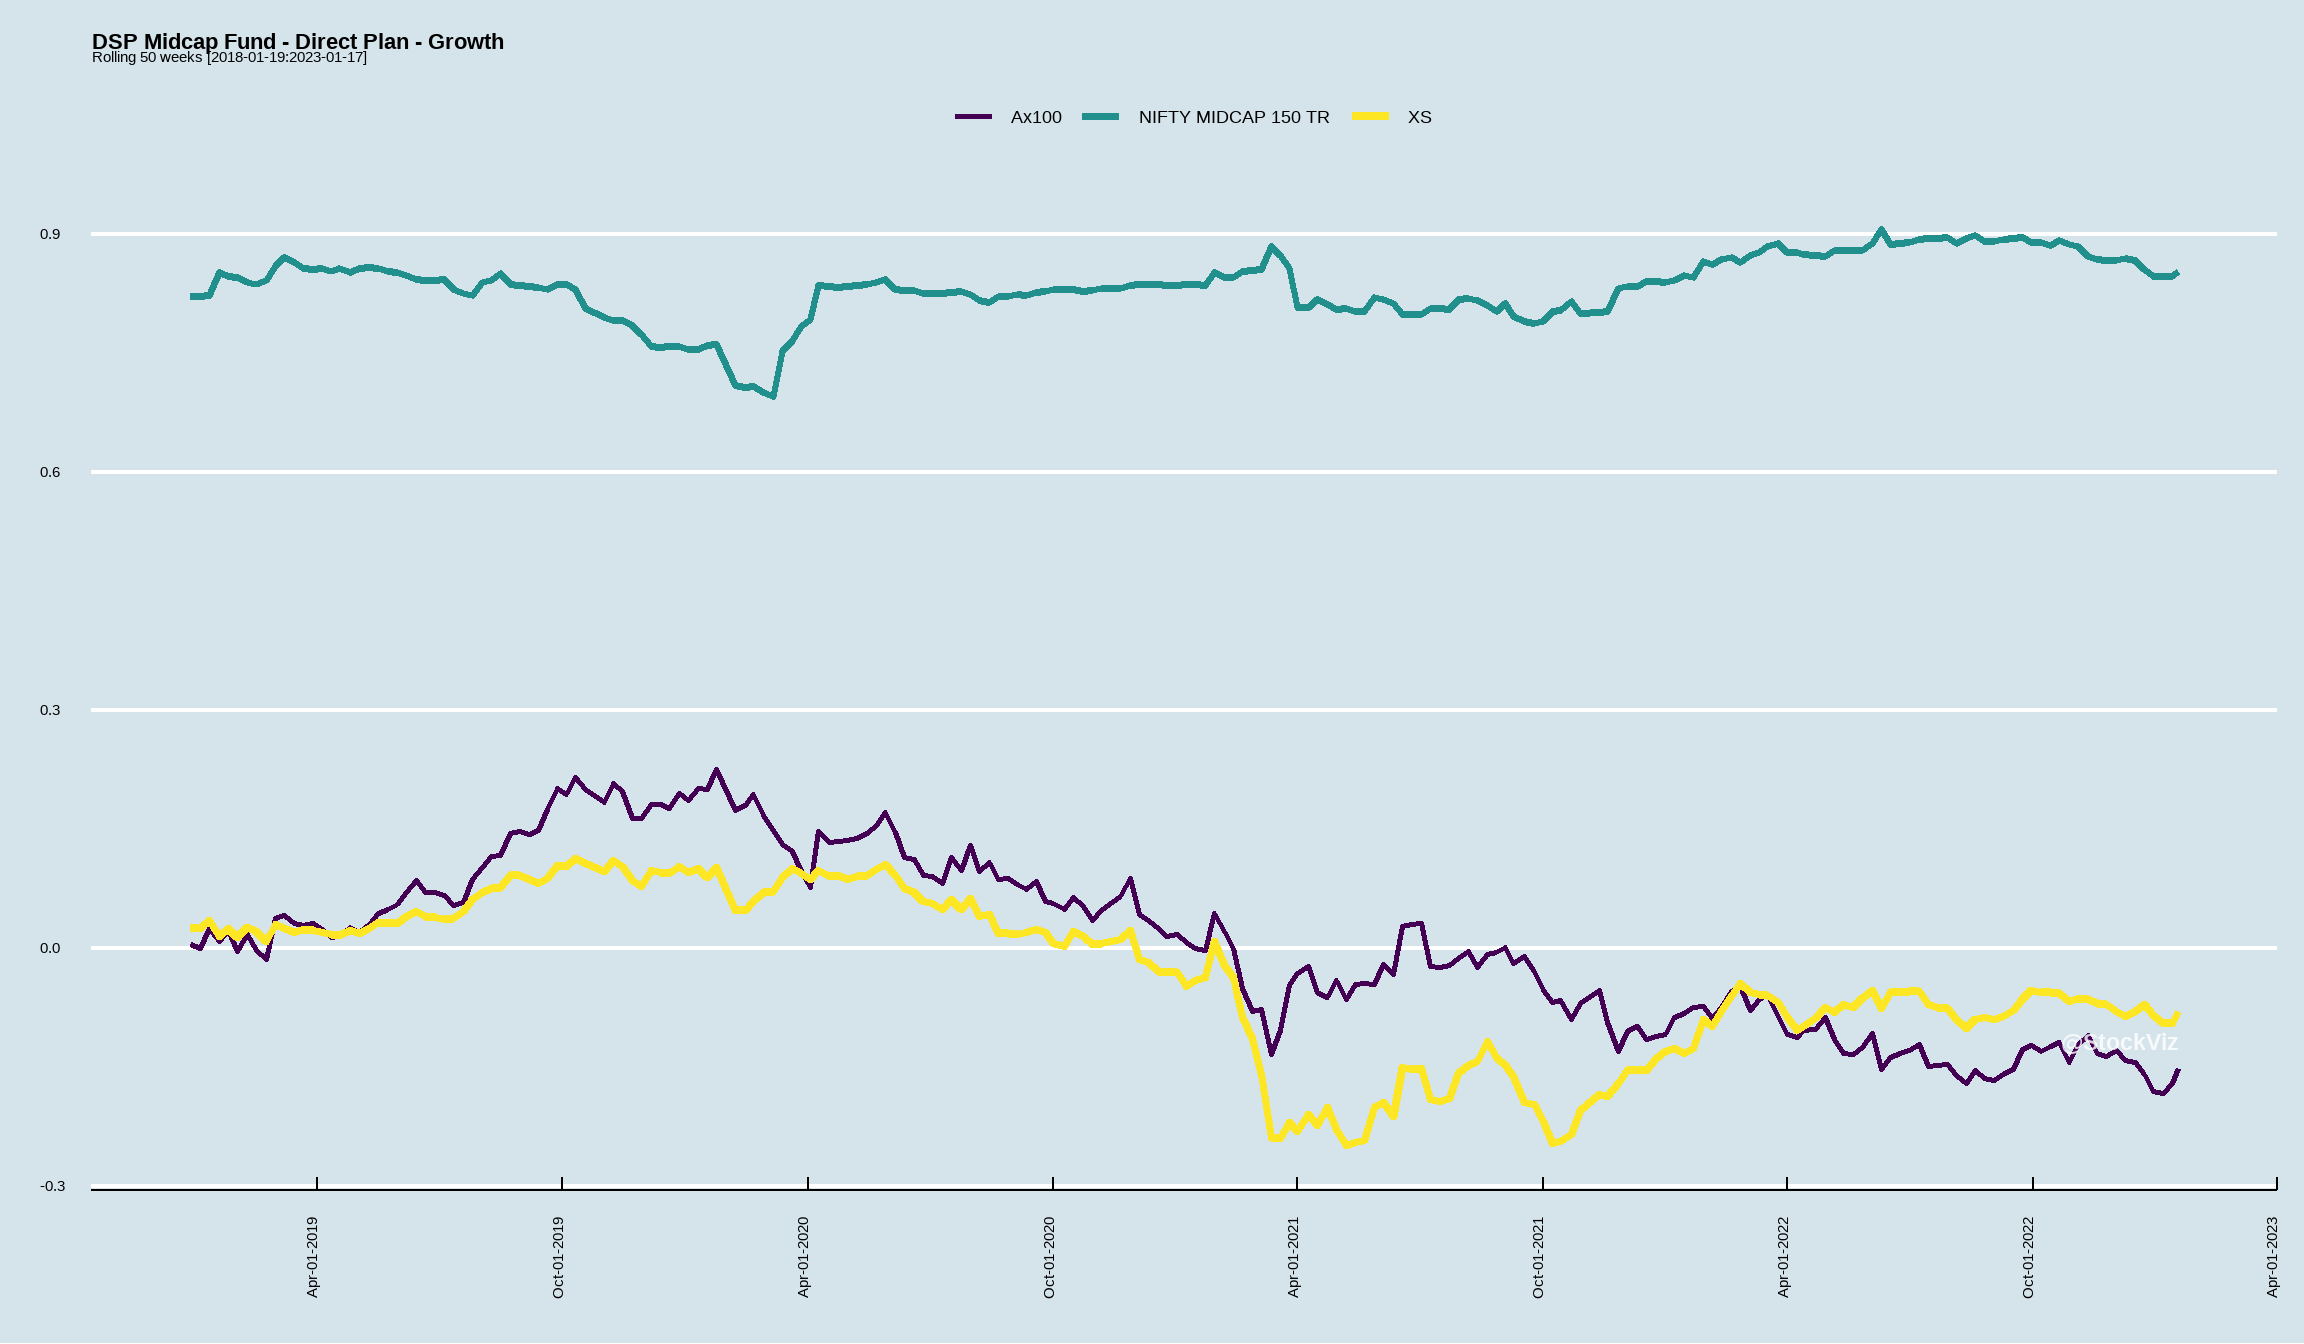 DSP Midcap Fund - Direct Plan - Growth
Rolling 50 weeks [2018-01-19:2023-01-17]
Ax100 NIFTY MIDCAP 150 TR XS
0.9
0.6
0.3
0.0
@StockViz
-0.3
Apr-01-2019 Oct-01-2019 Apr-01-2020 Oct-01-2020 Apr-01-2021 Oct-01-2021 Apr-01-2022 Oct-01-2022 Apr-01-2023